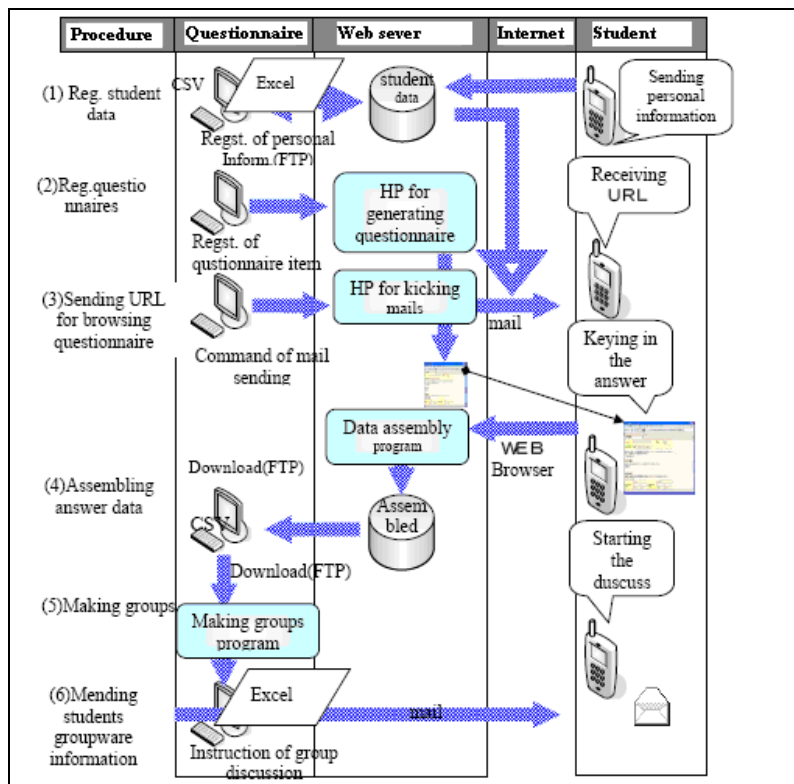 Procedure
Questionnaire
Web sever
Internet
Student
(1) Reg. student
data
CSV
Excel
student
data
Sending
personal
information
Regst. of personal
Inform.(FTP)
(2)Reg.questio
nnaires
HP for
generating
questionnaire
Receiving
URL
Regst. of
qustionnaire item
(3)Sending URL
for browsing
questionnaire
HP for kicking
mails
mail
Command of mail
sending
Keying in
the
answer
Data assembly
program
WEB
Browser
(4)Assembling
answer data
Download(FTP)
CSV
Assem
bled
Download(FTP)
Starting
the
duscuss
(5)Making groups
Making groups
program
(6)Mending
students
groupware
information
Excel
mail
Instruction of group
discussion